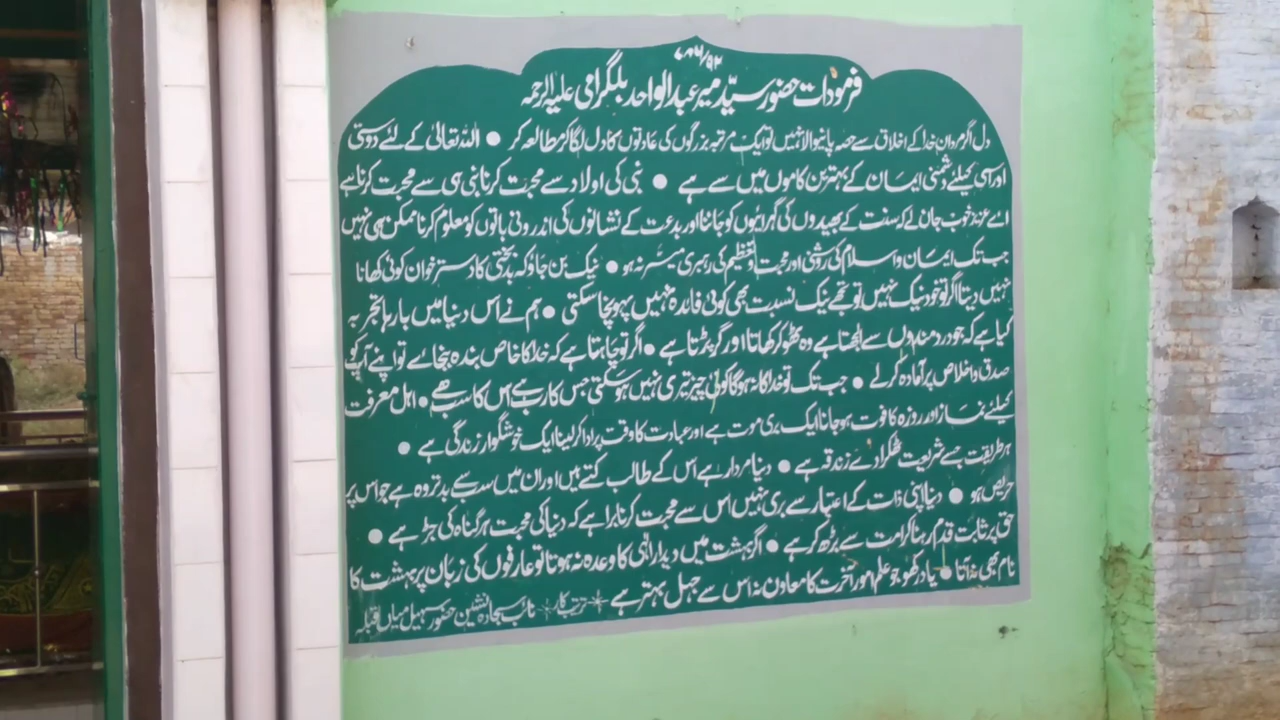 ۷۸۶/۹۲
فرمودات حضور سیّد میر عبدالواحد بلگرامی علیہ الرحمہ
دل اگر مردان خدا کے اخلاق سے حصہ پانیوالا نہیں تو ایک مرتبہ بزرگوں کی عادتوں کا دل لگا کر مطالعہ کر ● اللہ تعالیٰ کے لئے دوستی
اور اسی کیلئے دشمنی ایمان کے بہترین کاموں میں سے ہے ● نبی کی اولاد سے محبت کرنا نبی ہی سے محبت کرنا ہے
اے عزیز خوب جان لے کہ سنت کے بھیدوں کی گہرائیوں کو جاننا اور بدعت کے نشانوں کی اندرونی باتوں کو معلوم کرنا ممکن ہی نہیں
جب تک ایمان و اسلام کی روشنی اور محبت و تعظیم کی رہبری میسّر نہ ہو ● نیک بن جاؤ کہ بدبختی کا دسترخوان کوئی کھانا
نہیں دیتا اگر تو خود نیک نہیں تو تجھے نیک نسبت بھی کوئی فائدہ نہیں پہونچا سکتی ● ہم نے اس دنیا میں بارہا تجربہ
کیا ہے کہ جو درد مندوں سے الجھتا ہے وہ ٹھوکر کھاتا اور گر پڑتا ہے ● اگر تو چاہتا ہے کہ خدا کا خاص بندہ بنجائے تو اپنے آپ کو
صدق و اخلاص پر آمادہ کر لے ● جب تک تو خدا کا نہ ہوگا کوئی چیز تیری نہیں ہو سکتی جس کا رب ہے اس کا سب ہے ● اہل معرفت
کیلئے نماز اور روزہ کا فوت ہو جانا ایک بری موت ہے اور عبادت کا وقت پر ادا کر لینا ایک خوشگوار زندگی ہے ●
ہر طریقت جسے شریعت ٹھکرا دے زندقہ ہے ● دنیا مردار ہے اس کے طالب کتے ہیں اور ان میں سب سے بدتر وہ ہے جو اس پر
حریص ہو ● دنیا اپنی ذات کے اعتبار سے بری نہیں اس سے محبت کرنا برا ہے کہ دنیا کی محبت ہر گناہ کی جڑ ہے ●
حق پر ثابت قدم رہنا کرامت سے بڑھ کر ہے ● اگر بہشت میں دیدار الٰہی کا وعدہ نہ ہوتا تو عارفوں کی زبان پر بہشت کا
نام بھی نہ آتا ● یاد رکھو جو علم امور آخرت کا معاون نہ اس سے جہل بہتر ہے ✳ ترتیب کار ✳ نائب سجادہ نشین حضور سہیل میاں قبلہ